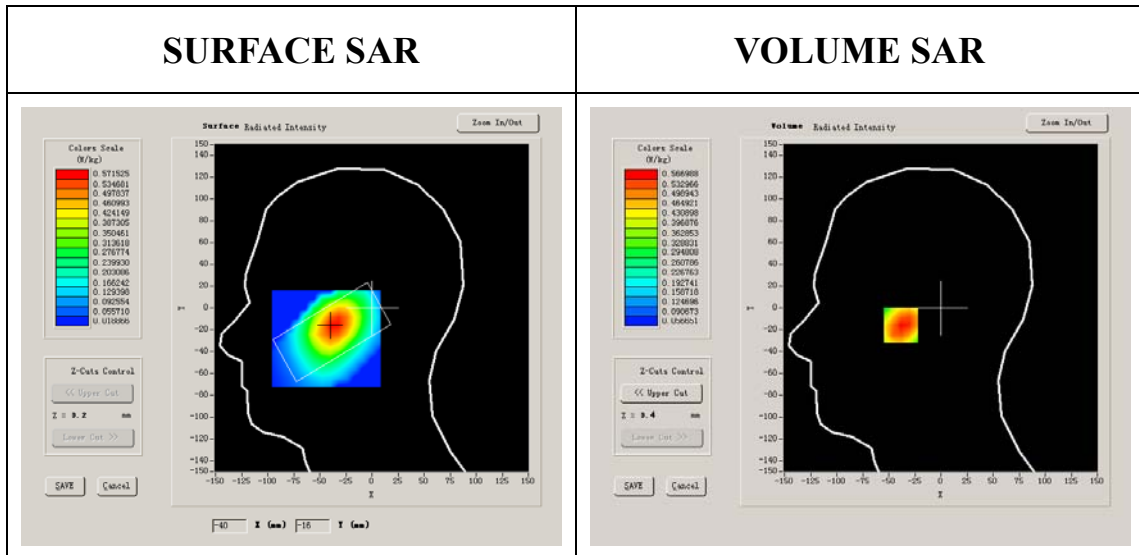 SURFACE SAR
VOLUME SAR
Surface Radiated Intensity
Zoom In/Out
Colors Scale
(W/kg)
0.571525
0.534681
0.497837
0.460993
0.424149
0.387305
0.350461
0.313618
0.276774
0.239930
0.203086
0.166242
0.129398
0.092554
0.055710
0.018866
150
140
120
100
80
60
40
20
0
-20
-40
-60
-80
-100
-120
-140
-150
Y
-150 -125 -100 -75 -50 -25 0 25 50 75 100 125 150
X
Z-Cuts Control
<< Upper Cut
Z = 3.2 mm
Lower Cut >>
SAVE
Cancel
-40 X (mm) -16 Y (mm)
Volume Radiated Intensity
Zoom In/Out
Colors Scale
(W/kg)
0.566988
0.532966
0.498943
0.464921
0.430898
0.396876
0.362853
0.328831
0.294808
0.260786
0.226763
0.192741
0.158718
0.124696
0.090673
0.056651
150
140
120
100
80
60
40
20
0
-20
-40
-60
-80
-100
-120
-140
-150
Y
-150 -125 -100 -75 -50 -25 0 25 50 75 100 125 150
X
Z-Cuts Control
<< Upper Cut
Z = 3.4 mm
Lower Cut >>
SAVE
Cancel